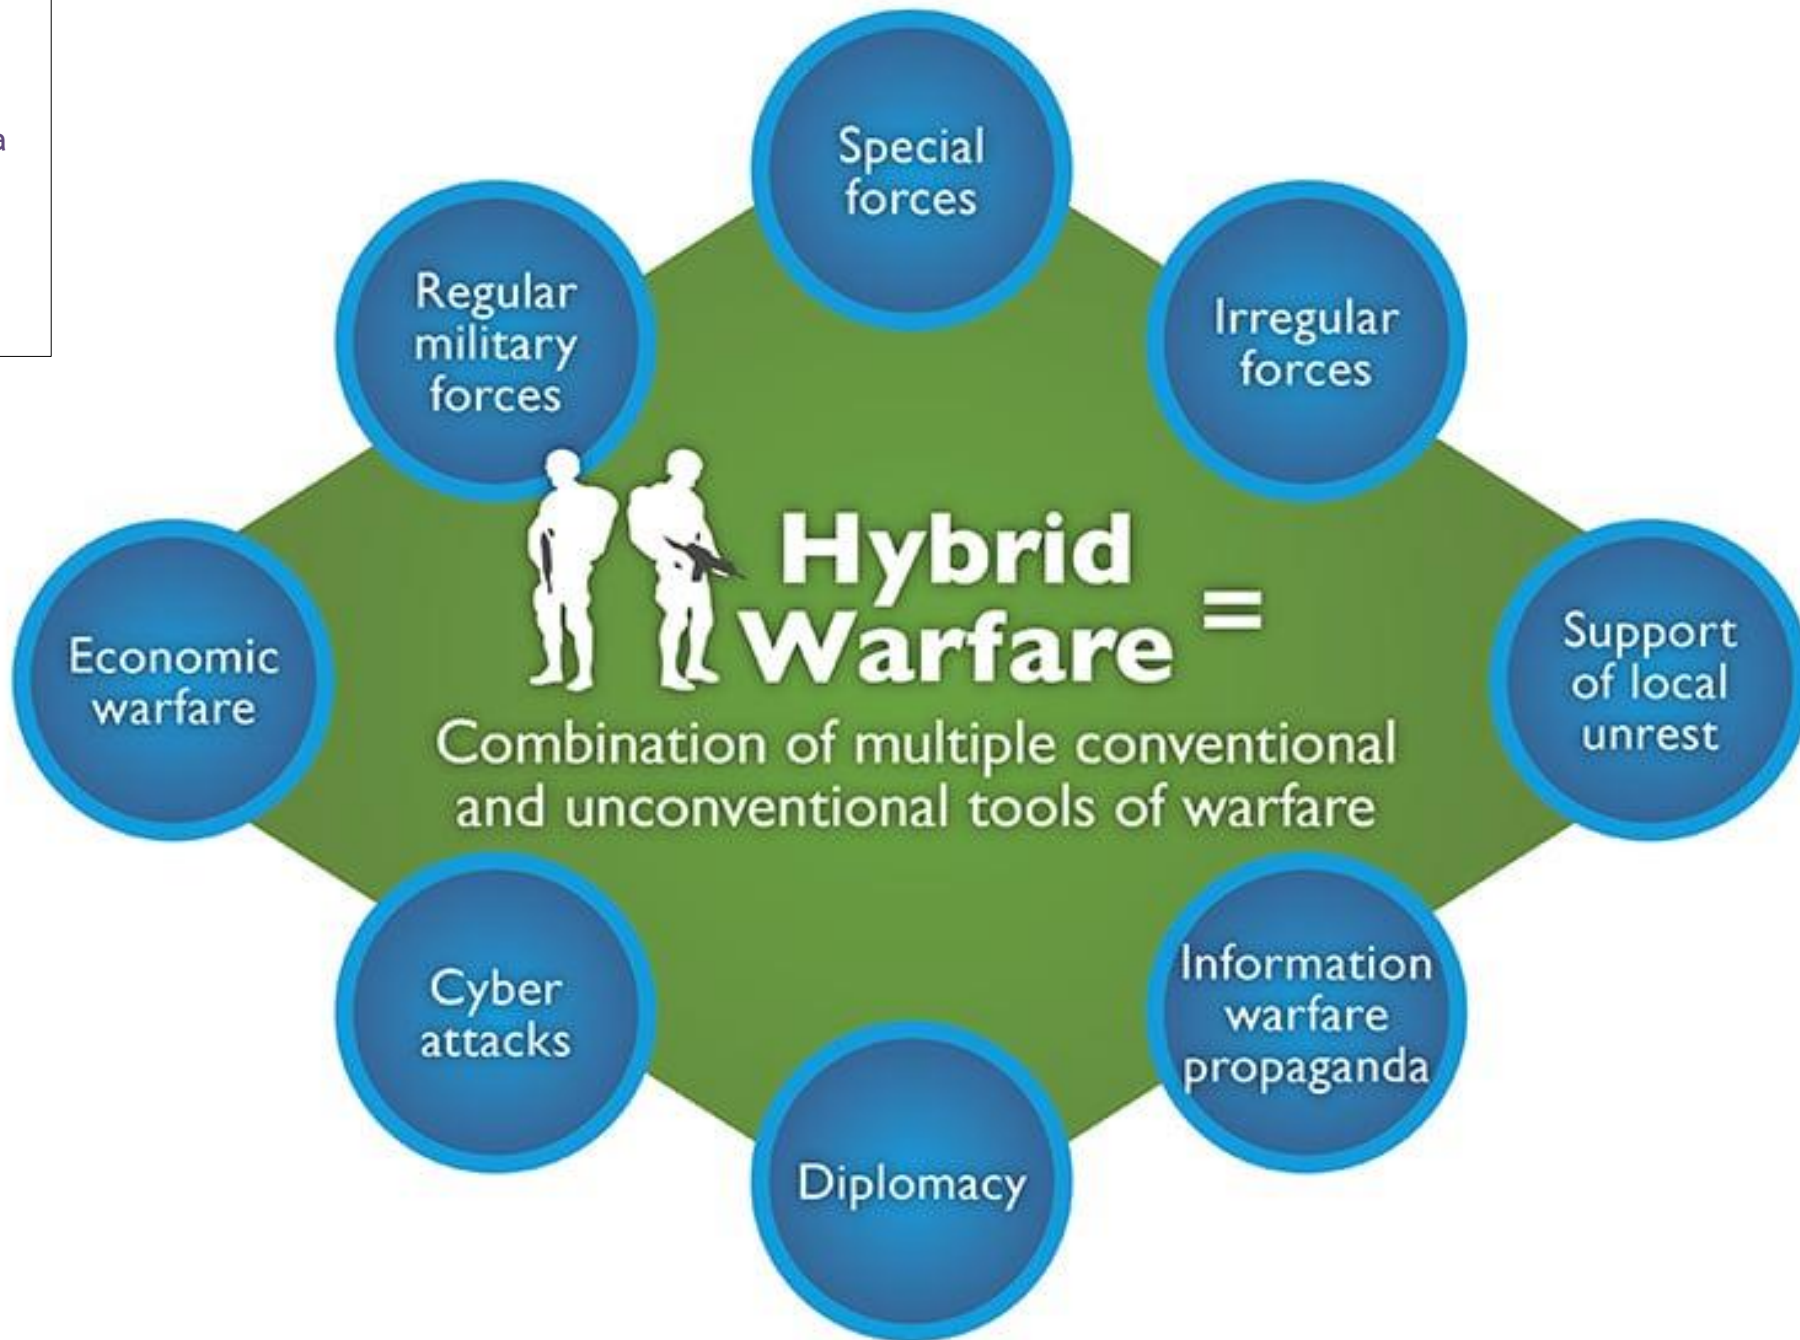 a
Special
forces
Regular
military
forces
Irregular
forces
Hybrid
Warfare =
Combination of multiple conventional
and unconventional tools of warfare
Economic
warfare
Support
of local
unrest
Cyber
attacks
Information
warfare
propaganda
Diplomacy